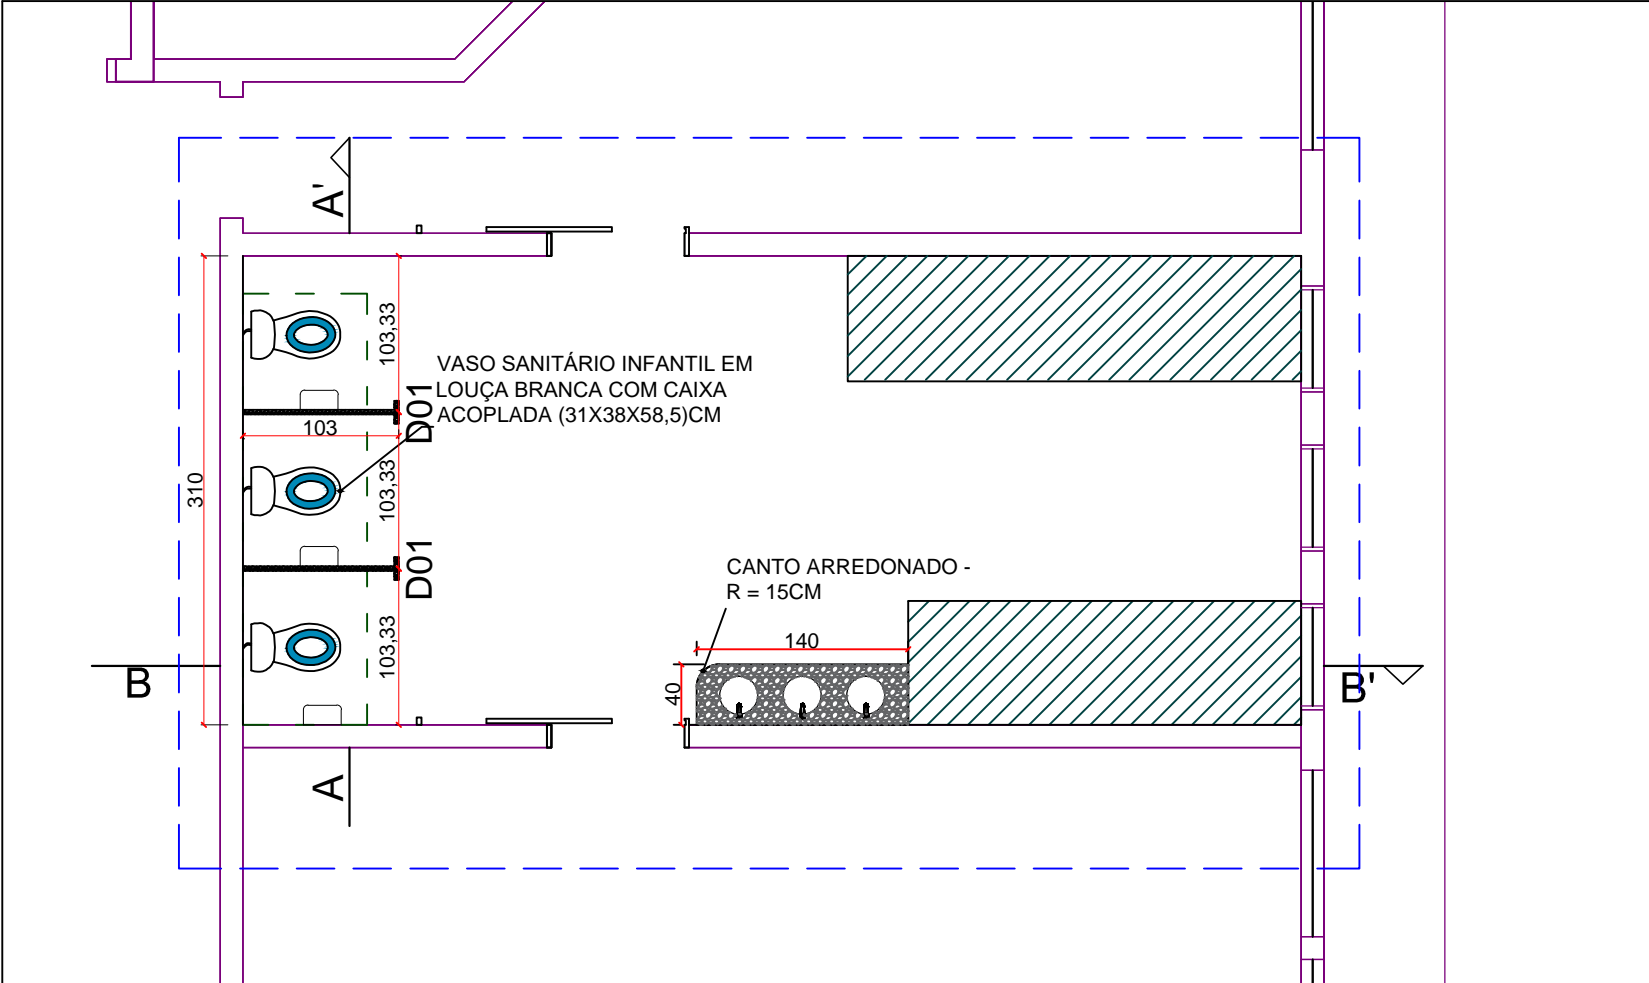 A'
103,33
VASO SANITÁRIO INFANTIL EM
LOUÇA BRANCA COM CAIXA
ACOPLADA (31X38X58,5)CM
D01
103
310
103,33
D01
CANTO ARREDONADO -
R = 15CM
103,33
140
40
B
B'
A